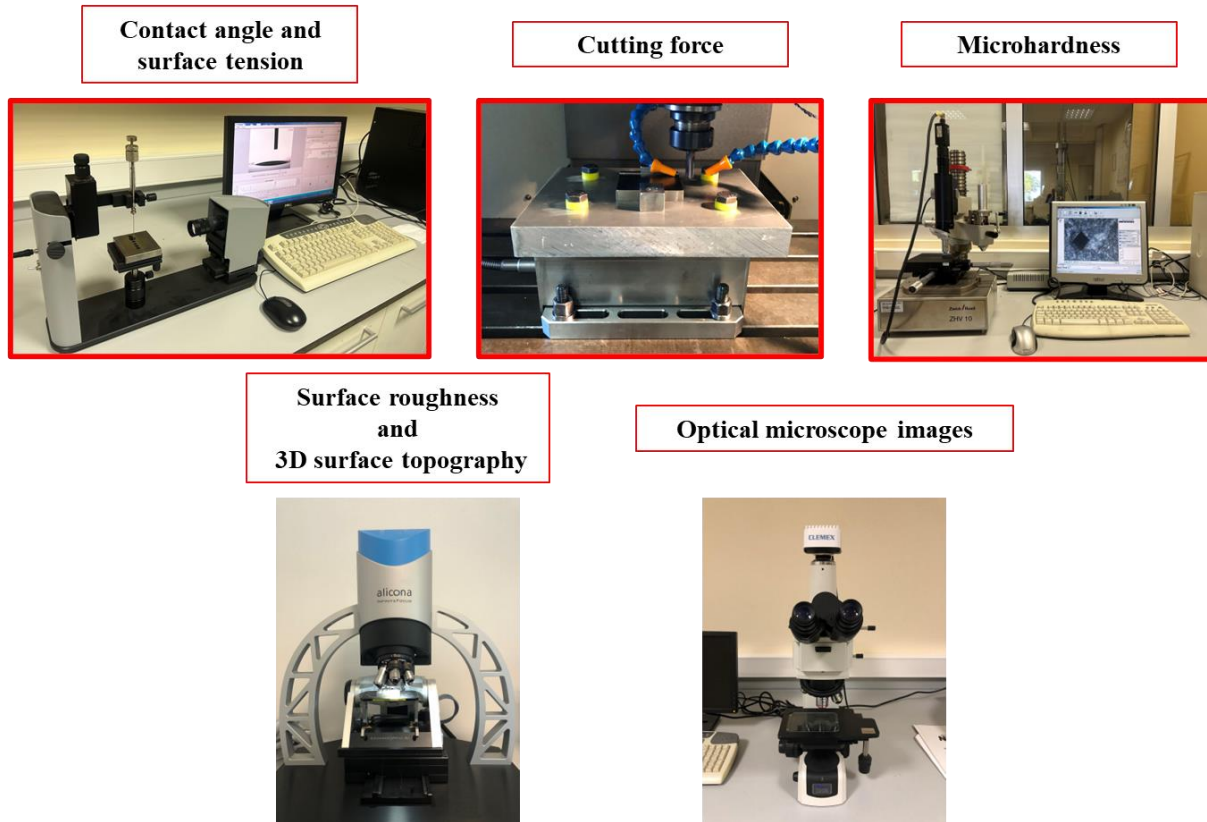 Contact angle and
surface tension
Cutting force
Microhardness
ZHV 10
Surface roughness
and
3D surface topography
Optical microscope images
alicona
CLEMEX